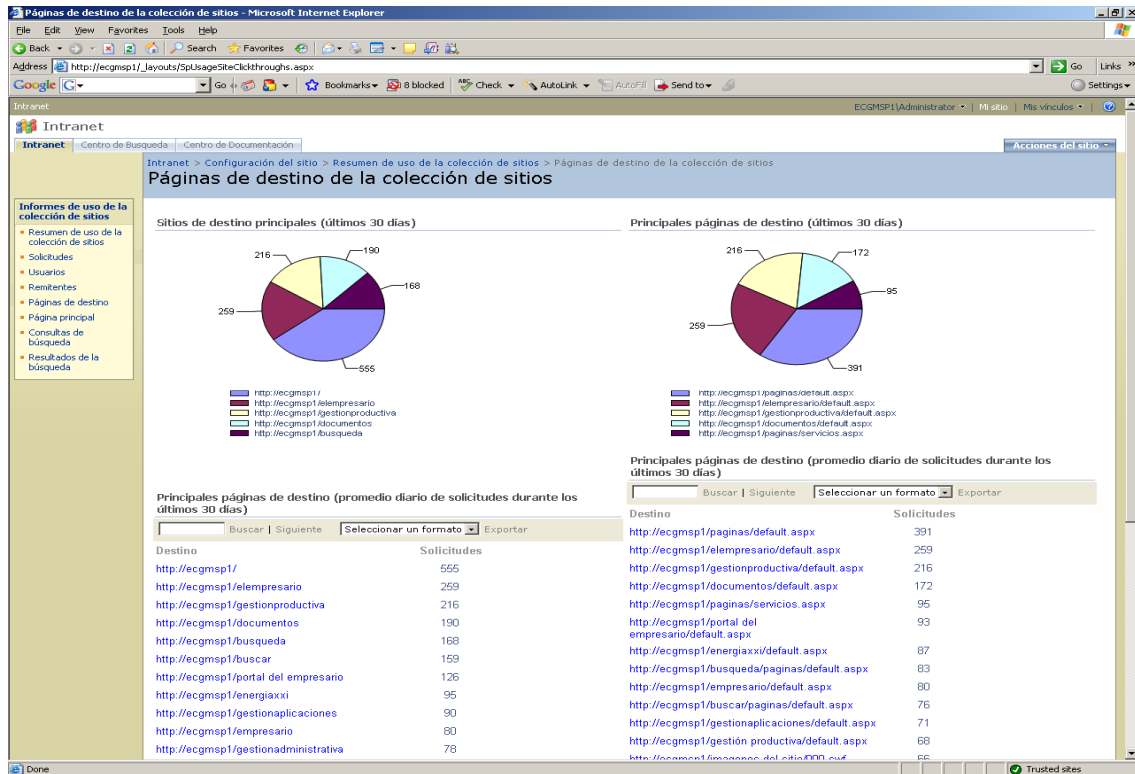 Páginas de destino de la colección de sitios - Microsoft Internet Explorer
File Edit View Favorites Tools Help
Back Search Favorites
Address http://ecgmsp1/_layouts/SpUsageSiteClickthroughs.aspx Go Links »
Google G Go Bookmarks 8 blocked Check AutoLink AutoFill Send to Settings
Intranet ECGMSP1\Administrator | Mi sitio | Mis vínculos |
Intranet
Intranet Centro de Busqueda Centro de Documentación Acciones del sitio
Intranet > Configuración del sitio > Resumen de uso de la colección de sitios > Páginas de destino de la colección de sitios
Páginas de destino de la colección de sitios
Informes de uso de la
colección de sitios
Resumen de uso de la
colección de sitios
Solicitudes
Usuarios
Remitentes
Páginas de destino
Página principal
Consultas de
búsqueda
Resultados de la
búsqueda
Sitios de destino principales (últimos 30 días)
216
190
168
259
555
http://ecgmsp1/
http://ecgmsp1/elempresario
http://ecgmsp1/gestionproductiva
http://ecgmsp1/documentos
http://ecgmsp1/busqueda
Principales páginas de destino (promedio diario de solicitudes durante los
últimos 30 días)
Buscar | Siguiente Seleccionar un formato Exportar
Destino Solicitudes
http://ecgmsp1/ 555
http://ecgmsp1/elempresario 259
http://ecgmsp1/gestionproductiva 216
http://ecgmsp1/documentos 190
http://ecgmsp1/busqueda 168
http://ecgmsp1/buscar 159
http://ecgmsp1/portal del empresario 126
http://ecgmsp1/energiaxxi 95
http://ecgmsp1/gestionaplicaciones 90
http://ecgmsp1/empresario 80
http://ecgmsp1/gestionadministrativa 78
Principales páginas de destino (últimos 30 días)
216
172
95
259
391
http://ecgmsp1/paginas/default.aspx
http://ecgmsp1/elempresario/default.aspx
http://ecgmsp1/gestionproductiva/default.aspx
http://ecgmsp1/documentos/default.aspx
http://ecgmsp1/paginas/servicios.aspx
Principales páginas de destino (promedio diario de solicitudes durante los
últimos 30 días)
Buscar | Siguiente Seleccionar un formato Exportar
Destino Solicitudes
http://ecgmsp1/paginas/default.aspx 391
http://ecgmsp1/elempresario/default.aspx 259
http://ecgmsp1/gestionproductiva/default.aspx 216
http://ecgmsp1/documentos/default.aspx 172
http://ecgmsp1/paginas/servicios.aspx 95
http://ecgmsp1/portal del 93
empresario/default.aspx
http://ecgmsp1/energiaxxi/default.aspx 87
http://ecgmsp1/busqueda/paginas/default.aspx 83
http://ecgmsp1/empresario/default.aspx 80
http://ecgmsp1/buscar/paginas/default.aspx 76
http://ecgmsp1/gestionaplicaciones/default.aspx 71
http://ecgmsp1/gestión productiva/default.aspx 68
http://ecgmsp1/imagenes del sitio/000.swf 66
Done Trusted sites